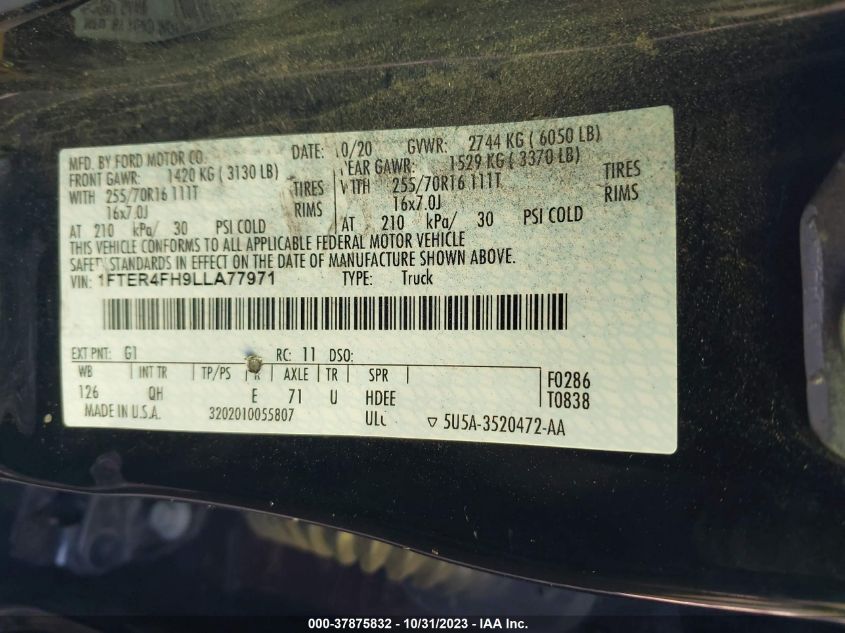 MFD. BY FORD MOTOR CO. DATE: 0/20 GVWR: 2744 KG ( 6050 LB)
FRONT GAWR: 1420 KG ( 3130 LB) EAR GAWR: 1529 KG ( 3370 LB)
WITH 255/70R16 111T TIRES WITH 255/70R16 111T TIRES
16x7.0J RIMS 16x7.0J RIMS
AT 210 kPa/ 30 PSI COLD AT 210 kPa/ 30 PSI COLD
THIS VEHICLE CONFORMS TO ALL APPLICABLE FEDERAL MOTOR VEHICLE
SAFETY STANDARDS IN EFFECT ON THE DATE OF MANUFACTURE SHOWN ABOVE.
VIN: 1FTER4FH9LLA77971 TYPE: Truck
EXT PNT: G1 RC: 11 DSO:
WB INT TR TP/PS R AXLE TR SPR F0286
126 QH E 71 U HDEE T0838
MADE IN U.S.A. 3202010055807 ULC 5U5A-3520472-AA
000-37875832 - 10/31/2023 - IAA Inc.